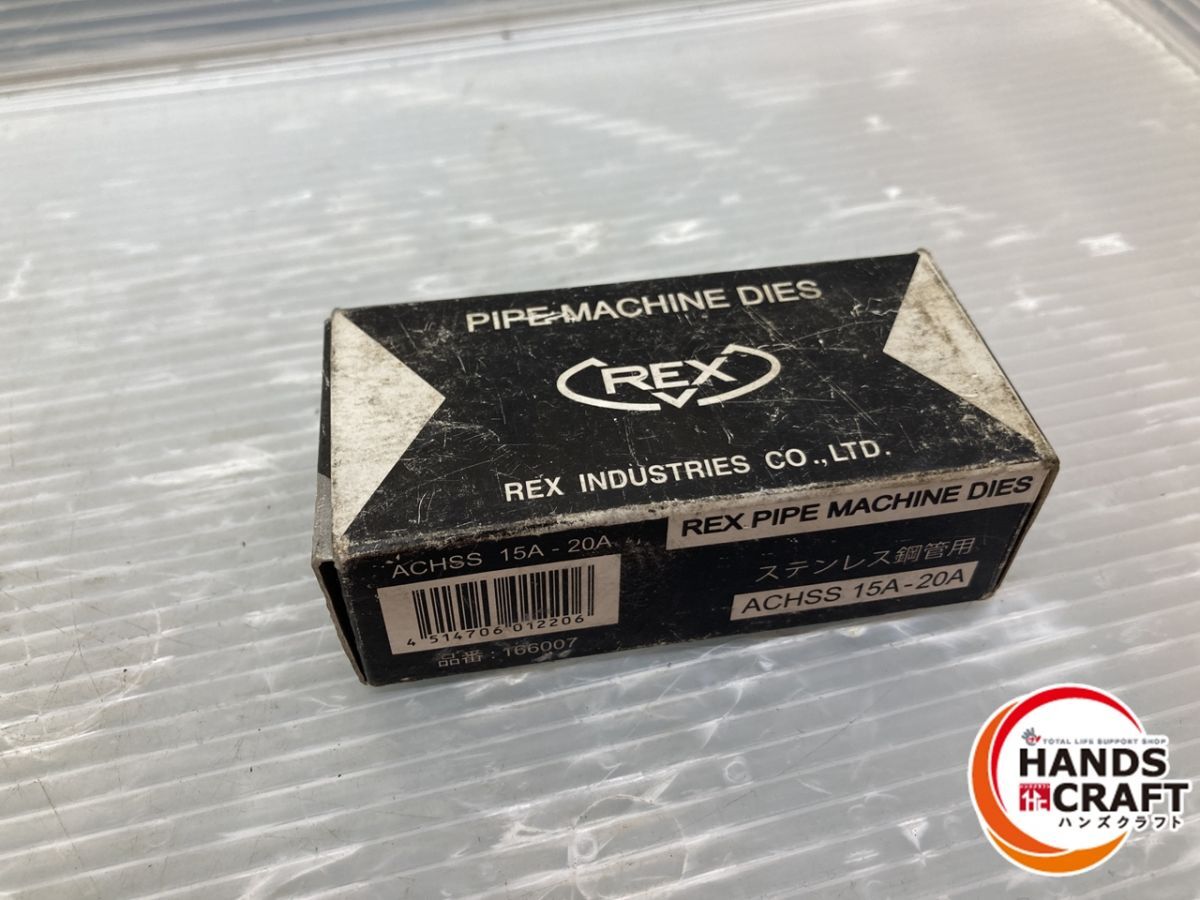 PIPE MACHINE DIES
REX
REX INDUSTRIES CO.,LTD.
REX PIPE MACHINE DIES
ステンレス鋼管用
ACHSS 15A-20A
ACHSS 15A-20A
4 514706 012206
品番:166007
TOTAL LIFE SUPPORT SHOP
HANDS
CRAFT
ハンズクラフト